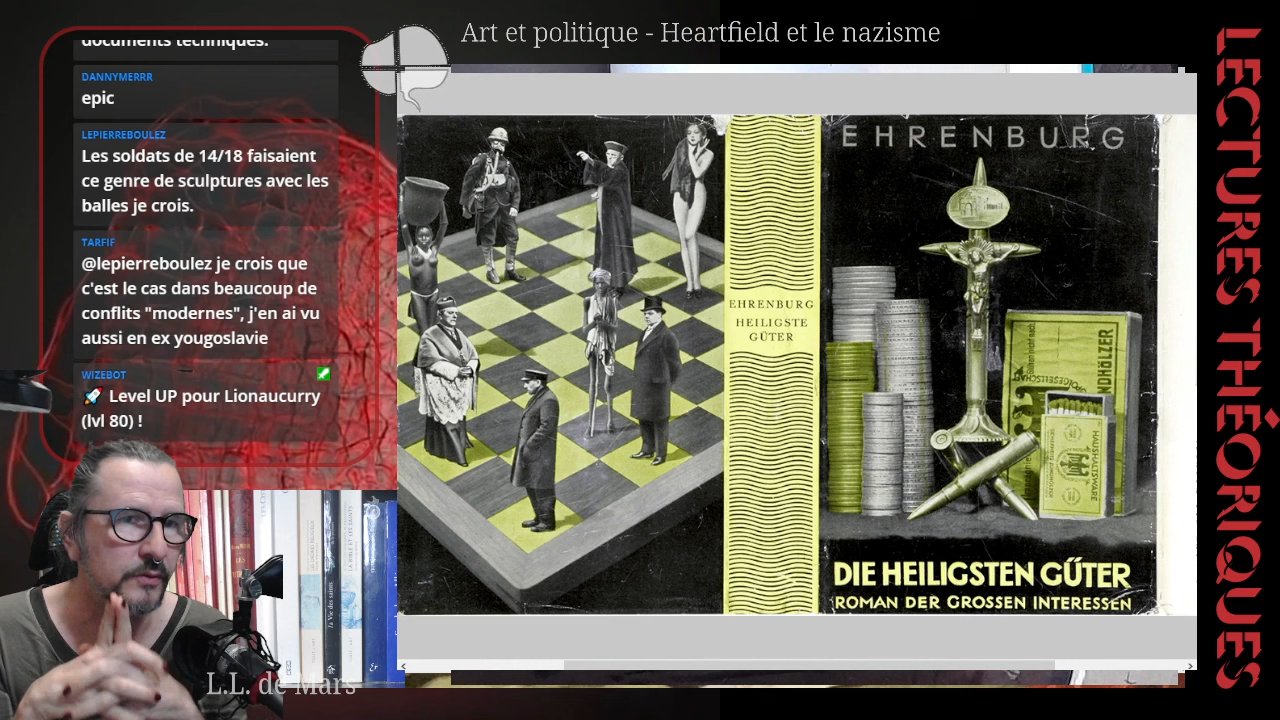 Art et politique - Heartfield et le nazisme
documents techniques.
DANNYMERRR
epic
LEPIERREBOULEZ
Les soldats de 14/18 faisaient
ce genre de sculptures avec les
balles je crois.
TARFIF
@lepierreboulez je crois que
c'est le cas dans beaucoup de
conflits "modernes", j'en ai vu
aussi en ex yougoslavie
WIZEBOT
🚀 Level UP pour Lionaucurry
(lvl 80) !
L.L. de Mars
EHRENBURG
HEILIGSTE
GÜTER
EHRENBURG
HAUSHALTSWARE
DIE HEILIGSTEN GŰTER
ROMAN DER GROSSEN INTERESSEN
LECTURES THÉORIQUES